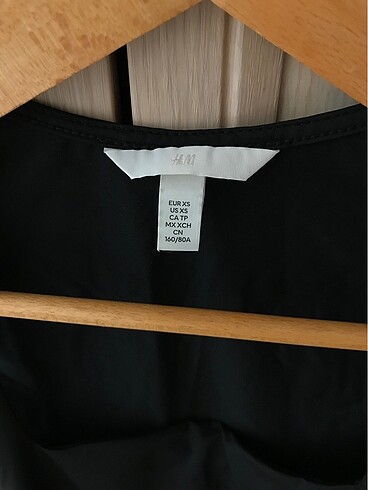 H&M
EUR XS
US XS
CA TP
MX XCH
CN
160/80A